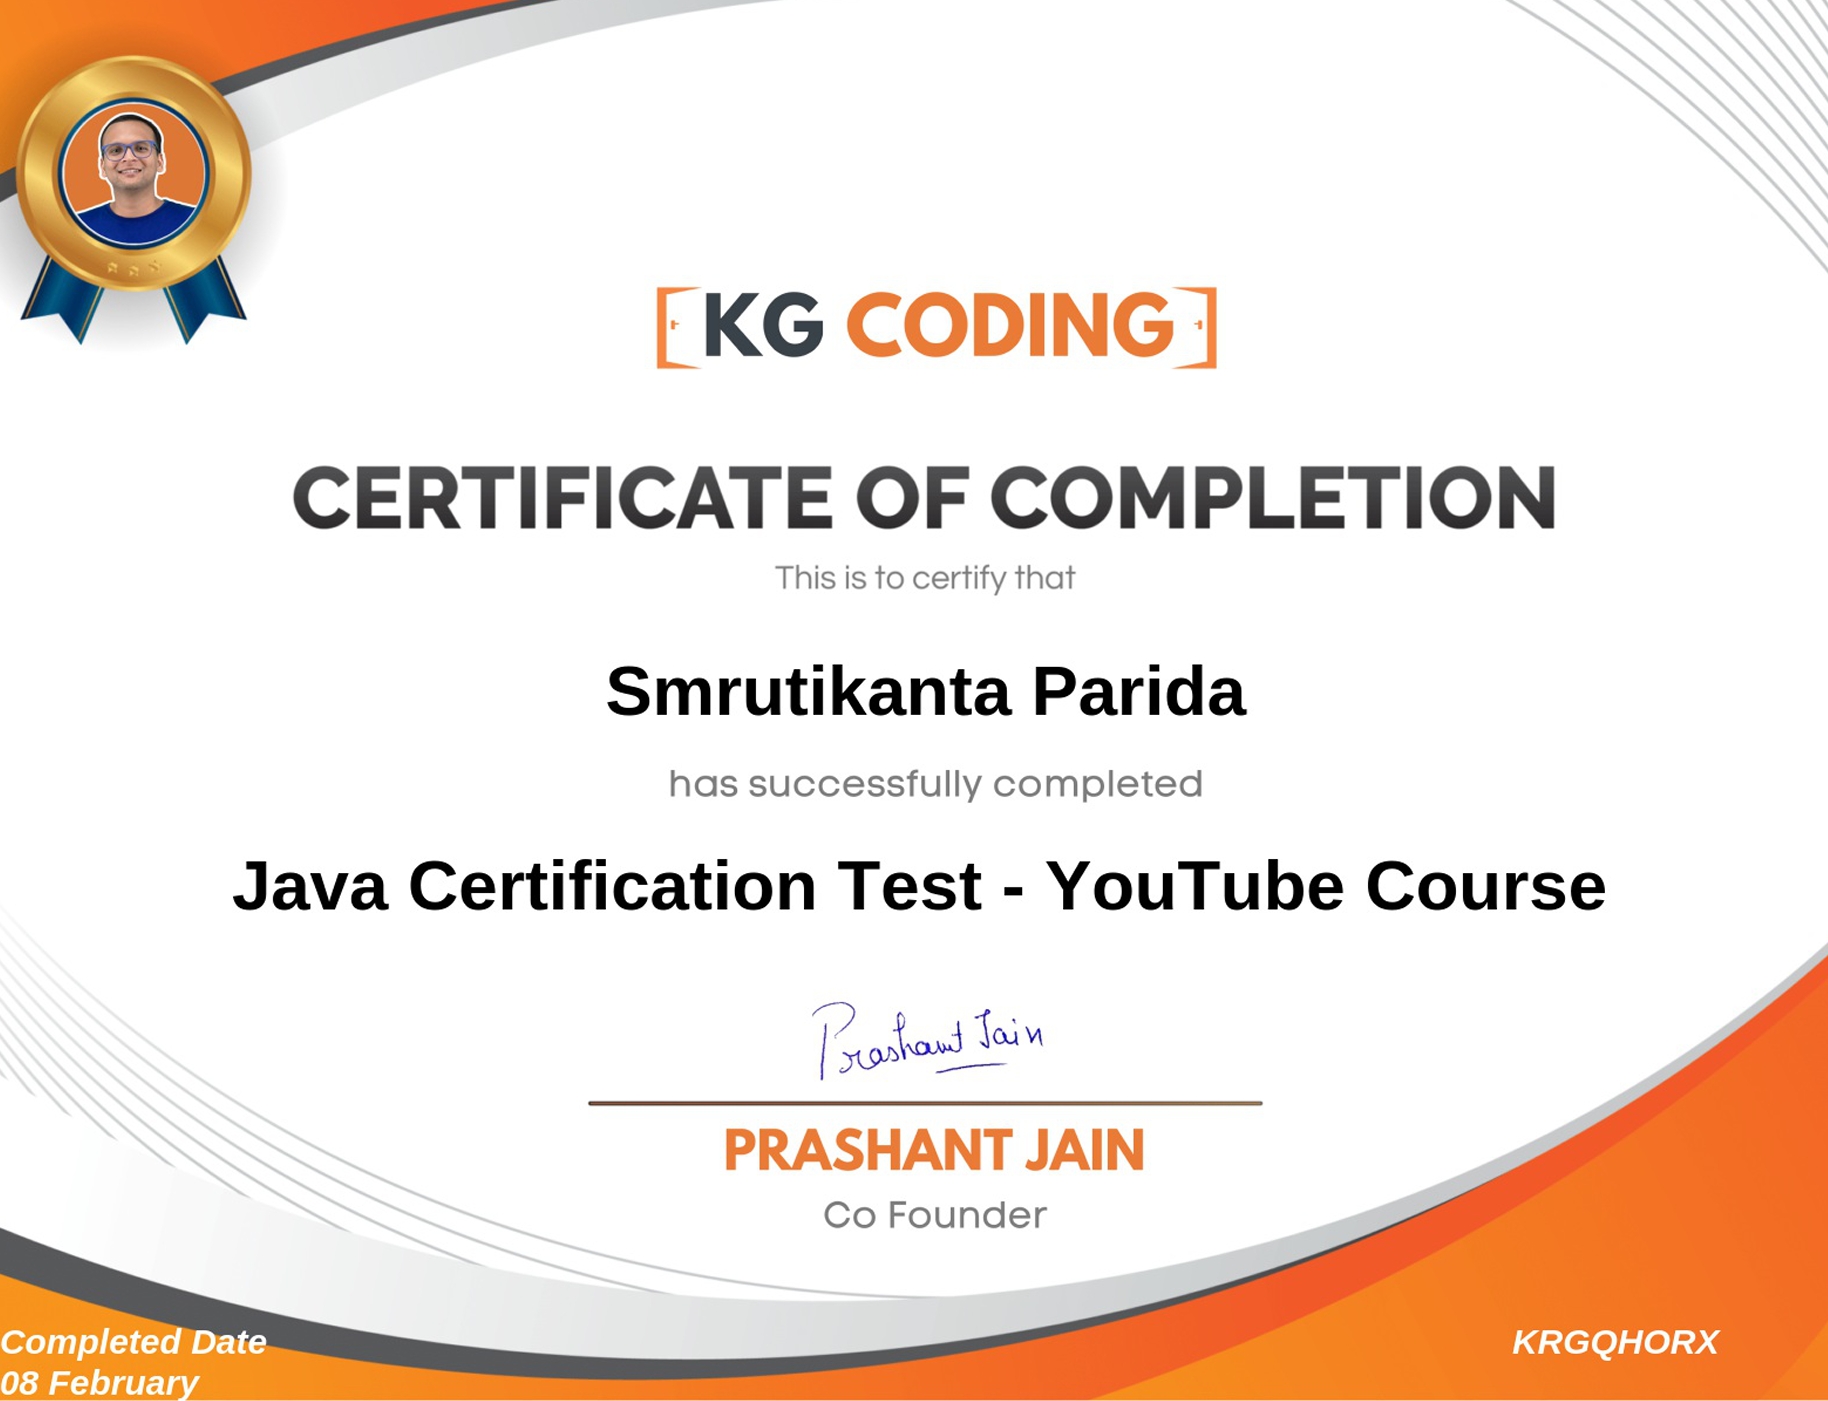 KG CODING
CERTIFICATE OF COMPLETION
This is to certify that
Smrutikanta Parida
has successfully completed
Java Certification Test - YouTube Course
Prashant Jain
PRASHANT JAIN
Co Founder
Completed Date
08 February
KRGQHORX